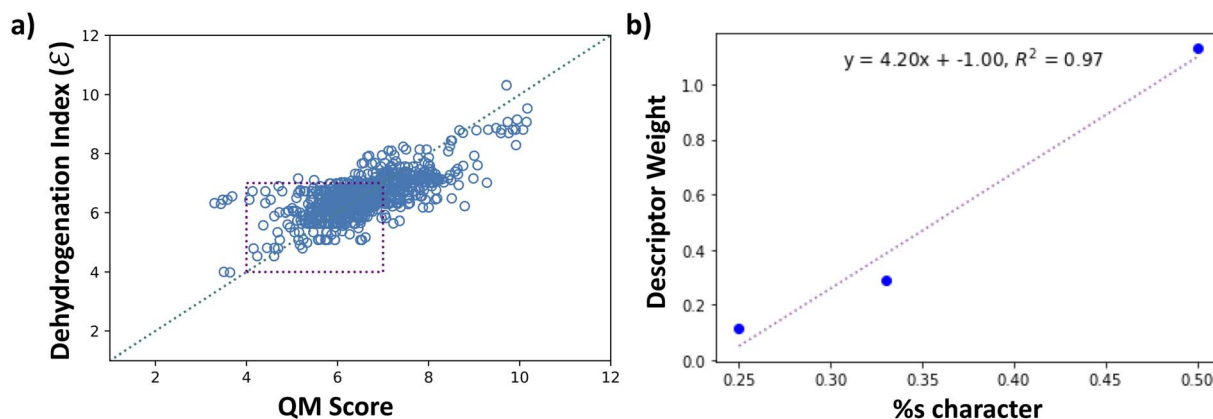 a)
Dehydrogenation Index (ℰ)
12
10
8
6
4
2
2 4 6 8 10 12
QM Score
b)
y = 4.20x + -1.00, R² = 0.97
Descriptor Weight
1.0
0.8
0.6
0.4
0.2
0.0
0.25 0.30 0.35 0.40 0.45 0.50
%s character